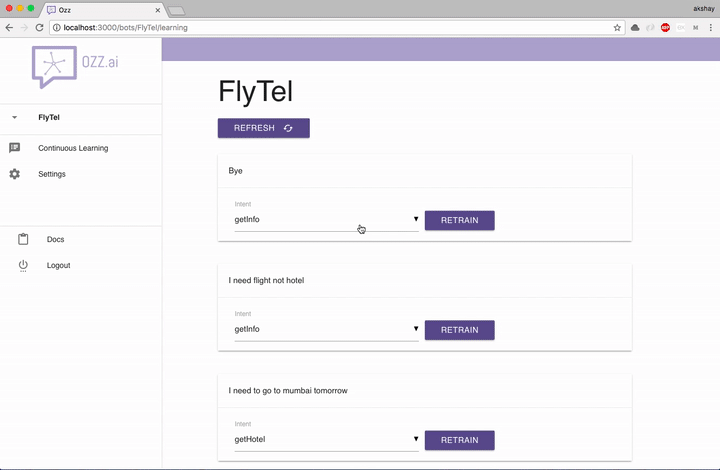 Ozz
akshay
localhost:3000/bots/FlyTel/learning
OZZ.ai
FlyTel
Continuous Learning
Settings
Docs
Logout
FlyTel
REFRESH
Bye
Intent
getInfo
RETRAIN
I need flight not hotel
Intent
getInfo
RETRAIN
I need to go to mumbai tomorrow
Intent
getHotel
RETRAIN